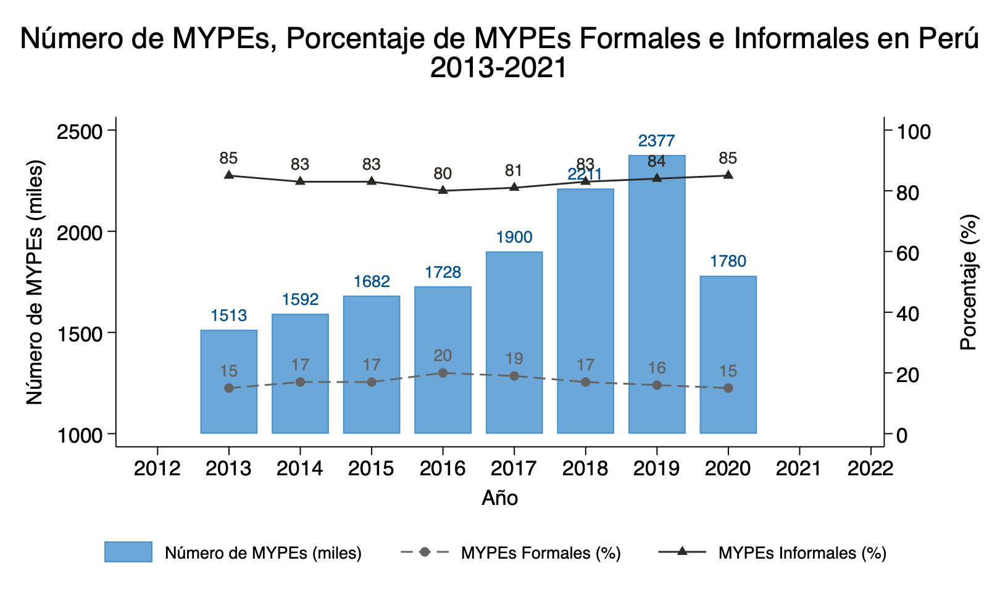 Número de MYPEs, Porcentaje de MYPEs Formales e Informales en Perú
2013-2021
Número de MYPEs (miles)
2500
2000
1500
1000
Porcentaje (%)
100
80
60
40
20
0
85 83 83 80 81 83 84 85
1513 1592 1682 1728 1900 2211 2377 1780
15 17 17 20 19 17 16 15
2012 2013 2014 2015 2016 2017 2018 2019 2020 2021 2022
Año
Número de MYPEs (miles) MYPEs Formales (%) MYPEs Informales (%)